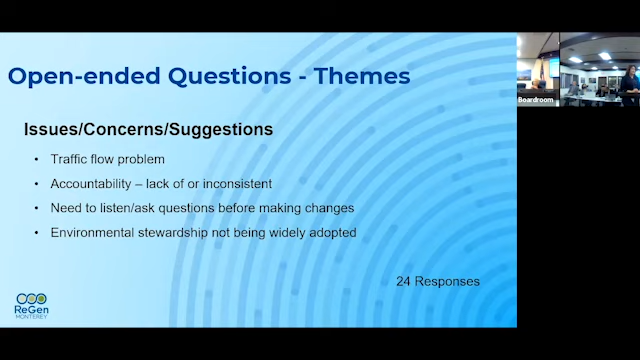 Open-ended Questions - Themes
Issues/Concerns/Suggestions
• Traffic flow problem
• Accountability – lack of or inconsistent
• Need to listen/ask questions before making changes
• Environmental stewardship not being widely adopted
24 Responses
ReGen
MONTEREY
Boardroom